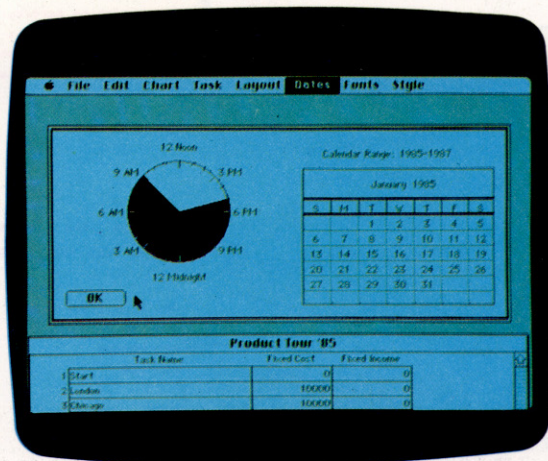 File Edit Chart Task Layout Dates Fonts Style
12 Noon
3 PM
6 PM
9 PM
12 Midnight
3 AM
6 AM
9 AM
OK
Calendar Range: 1985-1987
January 1985
S M T W T F S
1 2 3 4 5
6 7 8 9 10 11 12
13 14 15 16 17 18 19
20 21 22 23 24 25 26
27 28 29 30 31
Product Tour '85
Task Name Fixed Cost Fixed Income
1 Start 0 0
2 London 10000 0
3 Chicago 10000 0